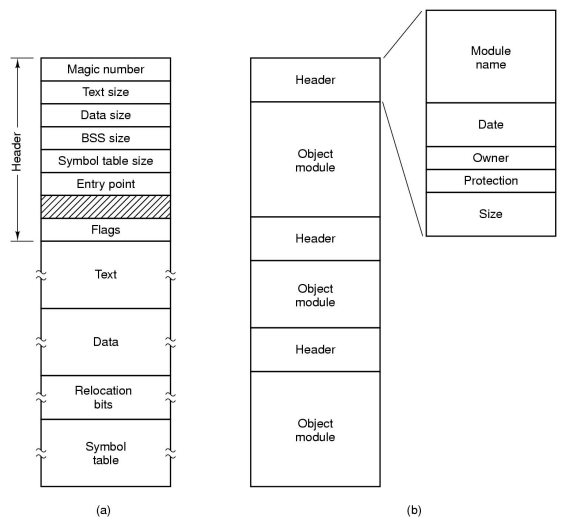 Header
Magic number
Text size
Data size
BSS size
Symbol table size
Entry point
Flags
Text
Data
Relocation
bits
Symbol
table
(a)
Header
Object
module
Header
Object
module
Header
Object
module
Module
name
Date
Owner
Protection
Size
(b)